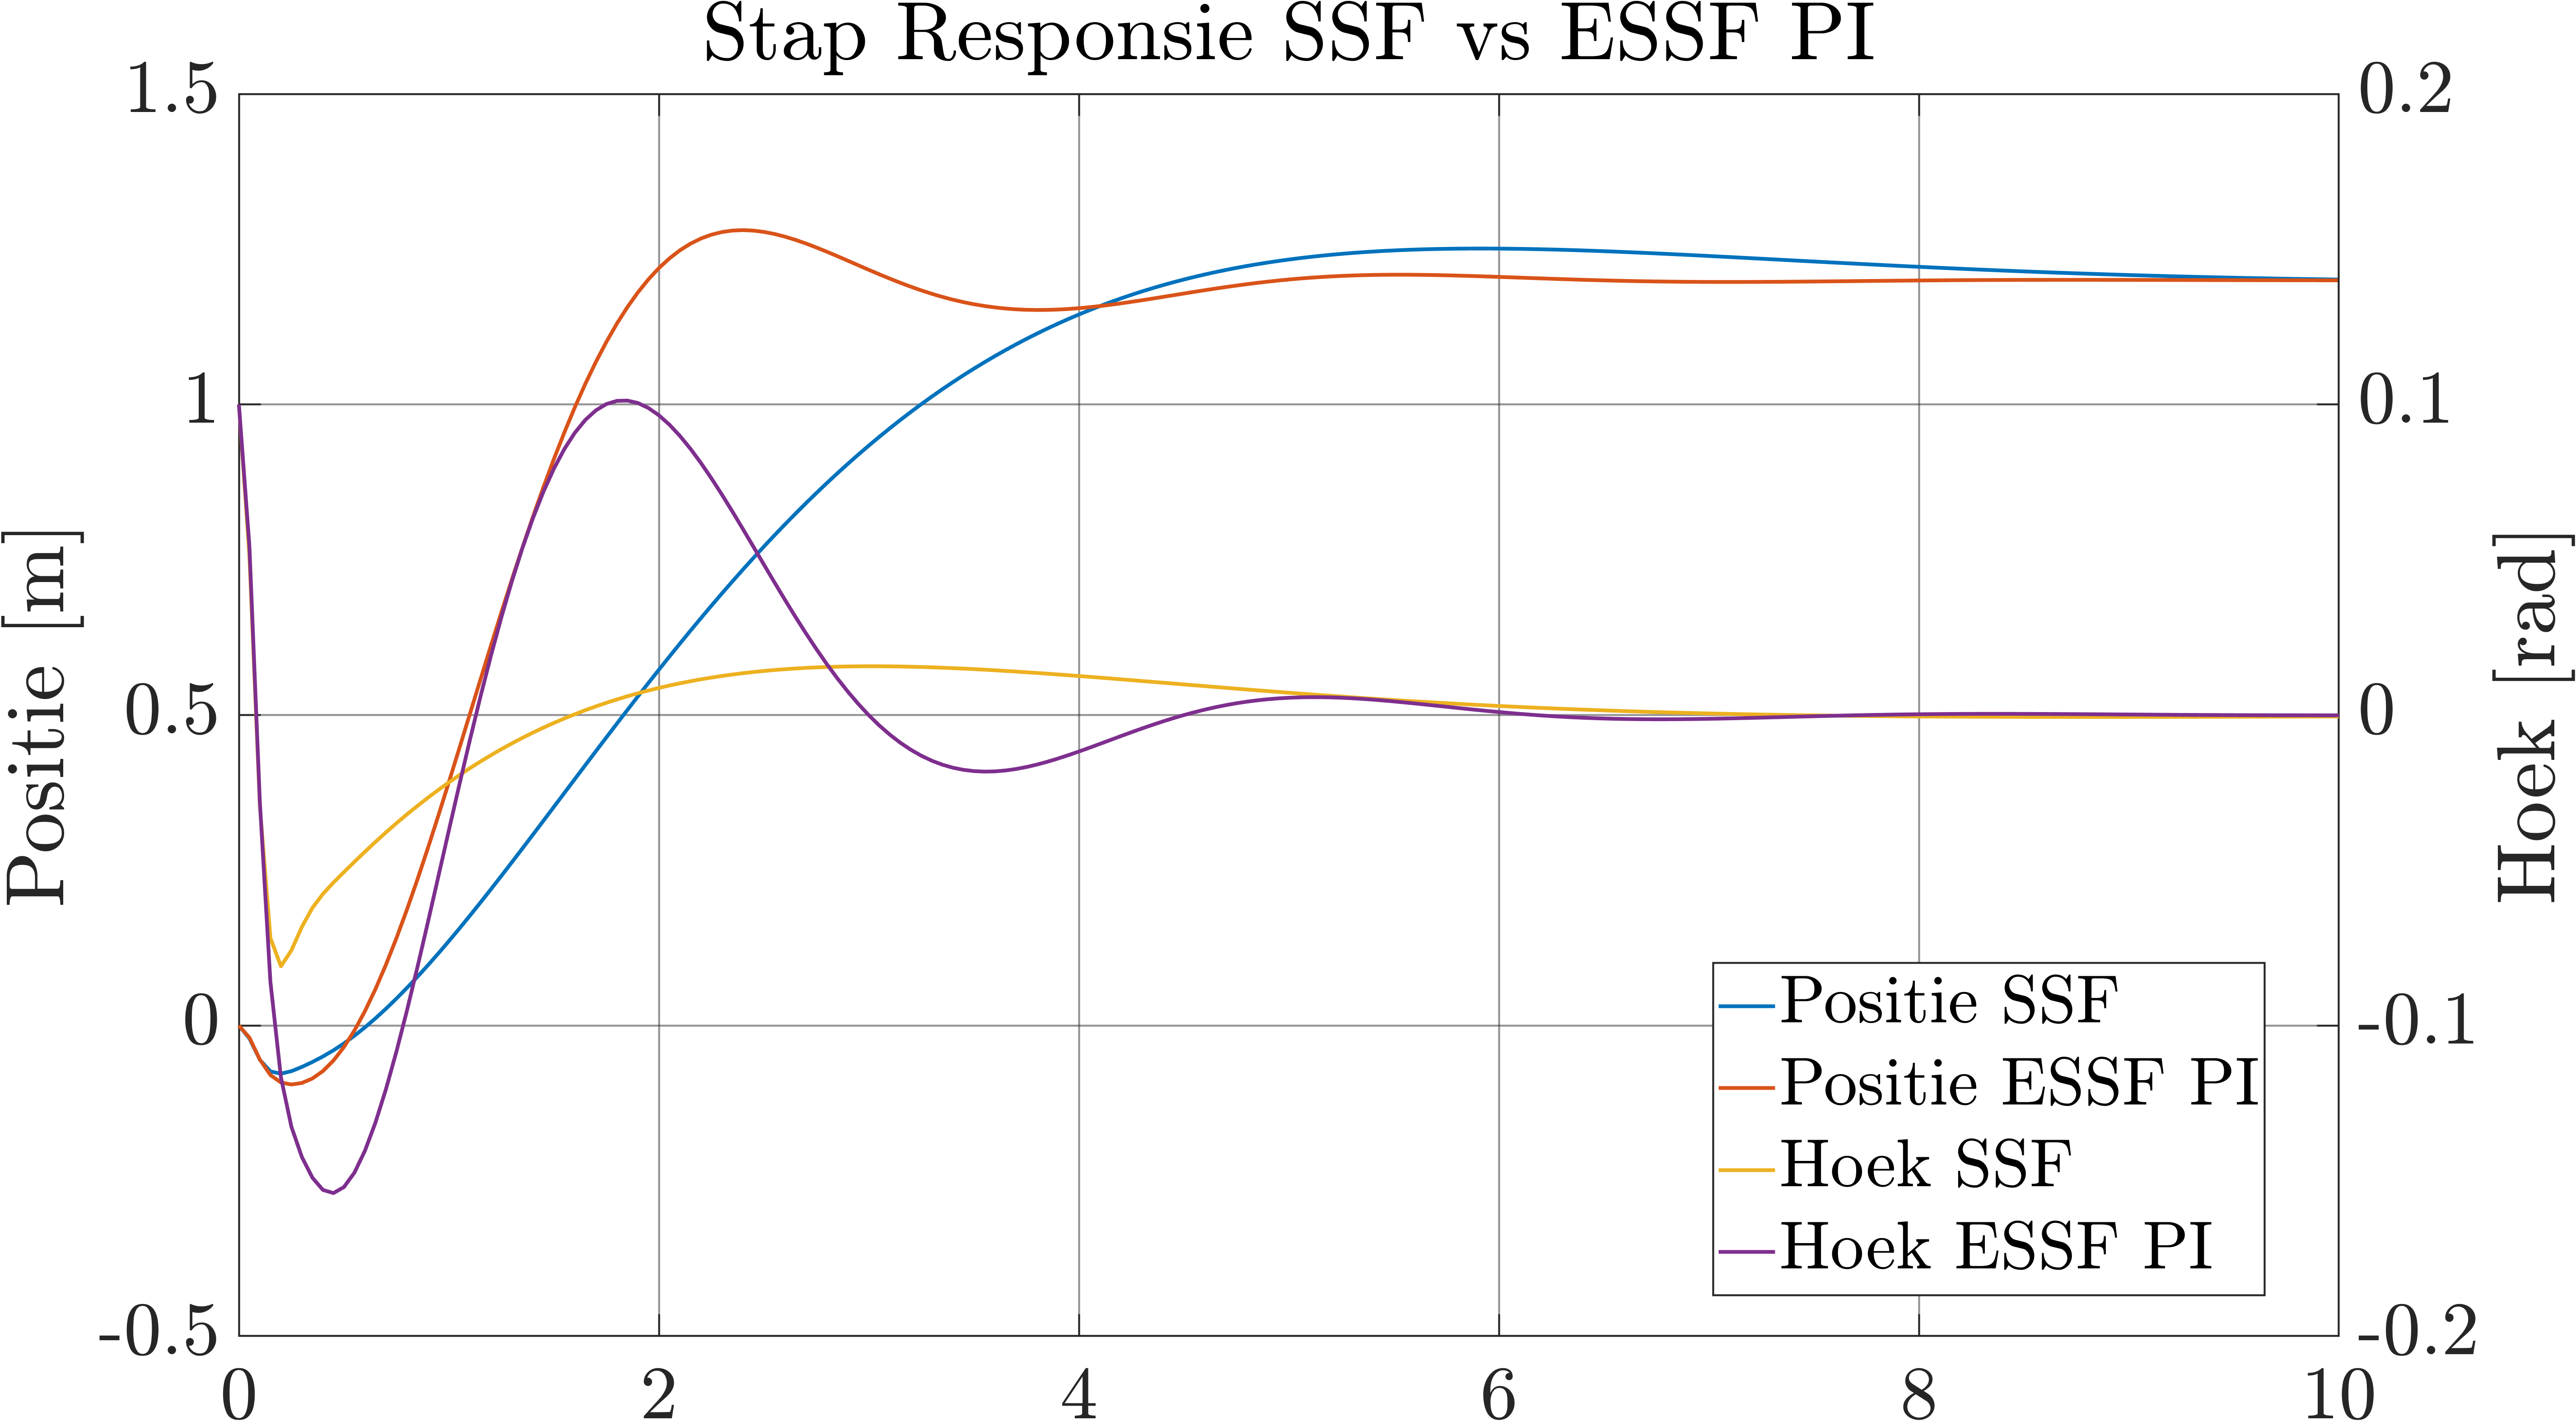 Stap Responsie SSF vs ESSF PI
1.5
1
0.5
0
-0.5
Positie [m]
0.2
0.1
0
-0.1
-0.2
Hoek [rad]
0 2 4 6 8 10
Positie SSF
Positie ESSF PI
Hoek SSF
Hoek ESSF PI